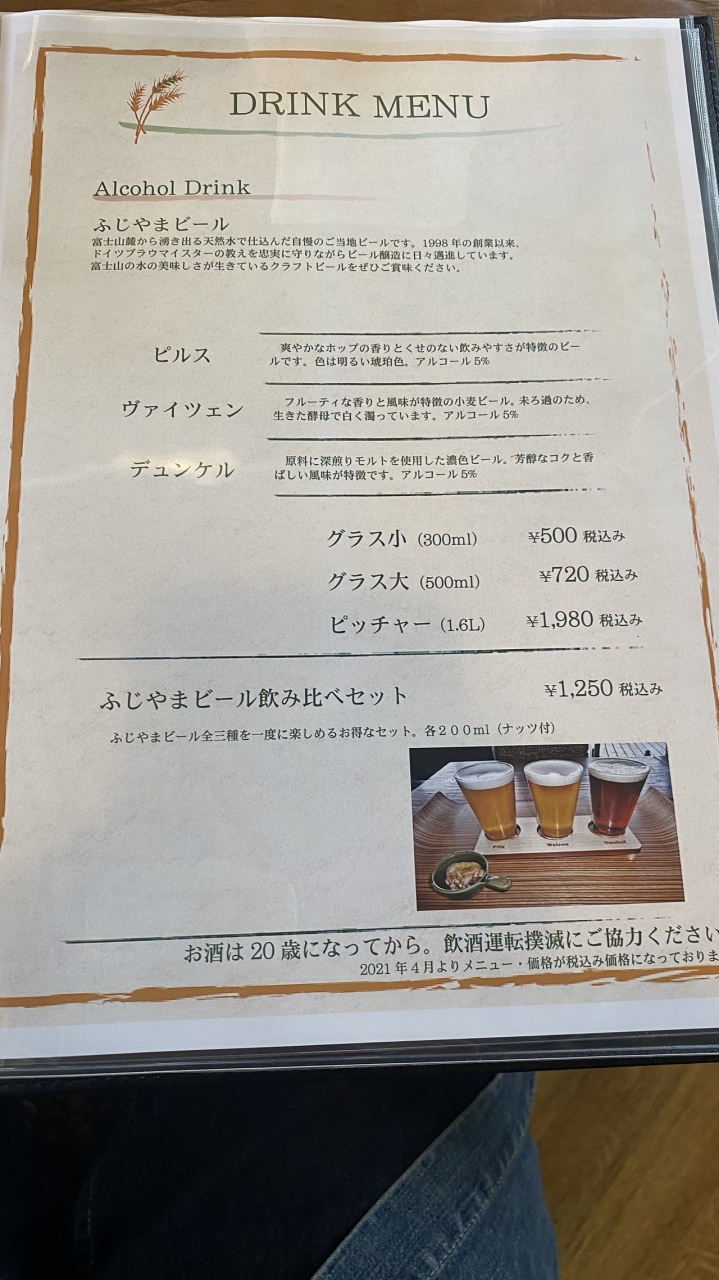 DRINK MENU
Alcohol Drink
ふじやまビール
富士山麓から湧き出る天然水で仕込んだ自慢のご当地ビールです。1998 年の創業以来、
ドイツブラウマイスターの教えを忠実に守りながらビール醸造に日々邁進しています。
富士山の水の美味しさが生きているクラフトビールをぜひご賞味ください。
ピルス
爽やかなホップの香りとくせのない飲みやすさが特徴のビー
ルです。色は明るい琥珀色。アルコール 5%
ヴァイツェン
フルーティな香りと風味が特徴の小麦ビール。未ろ過のため、
生きた酵母で白く濁っています。アルコール 5%
デュンケル
原料に深煎りモルトを使用した濃色ビール。芳醇なコクと香
ばしい風味が特徴です。アルコール 5%
グラス小（300ml） ¥500 税込み
グラス大（500ml） ¥720 税込み
ピッチャー（1.6L） ¥1,980 税込み
ふじやまビール飲み比べセット ¥1,250 税込み
ふじやまビール全三種を一度に楽しめるお得なセット。各２００ml（ナッツ付）
お酒は 20 歳になってから。飲酒運転撲滅にご協力ください
2021 年 4 月よりメニュー・価格が税込み価格になっておりま